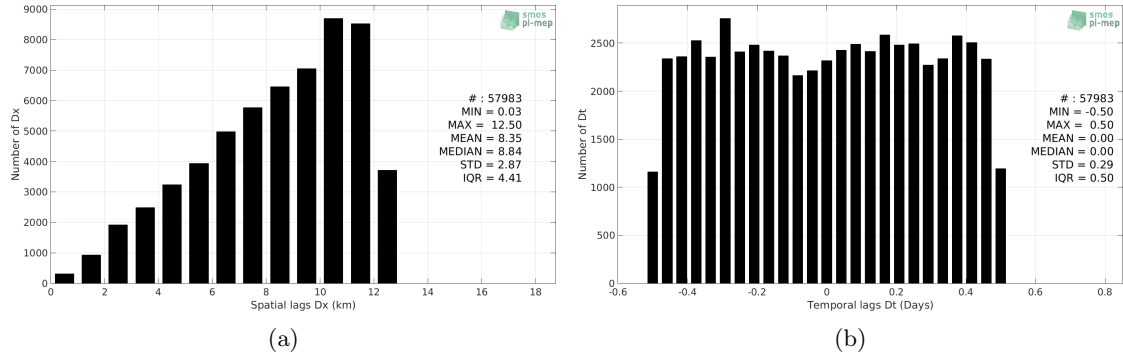 9000
8000
7000
6000
5000
4000
3000
2000
1000
0
Number of Dx
smos
pi-mep
# : 57983
MIN = 0.03
MAX = 12.50
MEAN = 8.35
MEDIAN = 8.84
STD = 2.87
IQR = 4.41
0 2 4 6 8 10 12 14 16 18
Spatial lags Dx (km)
(a)
2500
2000
1500
1000
500
0
Number of Dt
smos
pi-mep
# : 57983
MIN = -0.50
MAX = 0.50
MEAN = 0.00
MEDIAN = 0.00
STD = 0.29
IQR = 0.50
-0.6 -0.4 -0.2 0 0.2 0.4 0.6 0.8
Temporal lags Dt (Days)
(b)